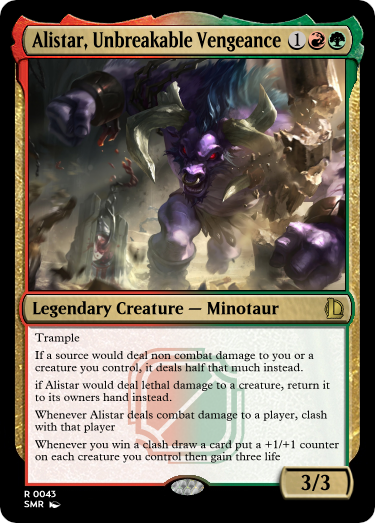 Alistar, Unbreakable Vengeance 1
Legendary Creature — Minotaur
Trample
If a source would deal non combat damage to you or a
creature you control, it deals half that much instead.
if Alistar would deal lethal damage to a creature, return it
to its owners hand instead.
Whenever Alistar deals combat damage to a player, clash
with that player
Whenever you win a clash draw a card put a +1/+1 counter
on each creature you control then gain three life
3/3
R 0043
SMR